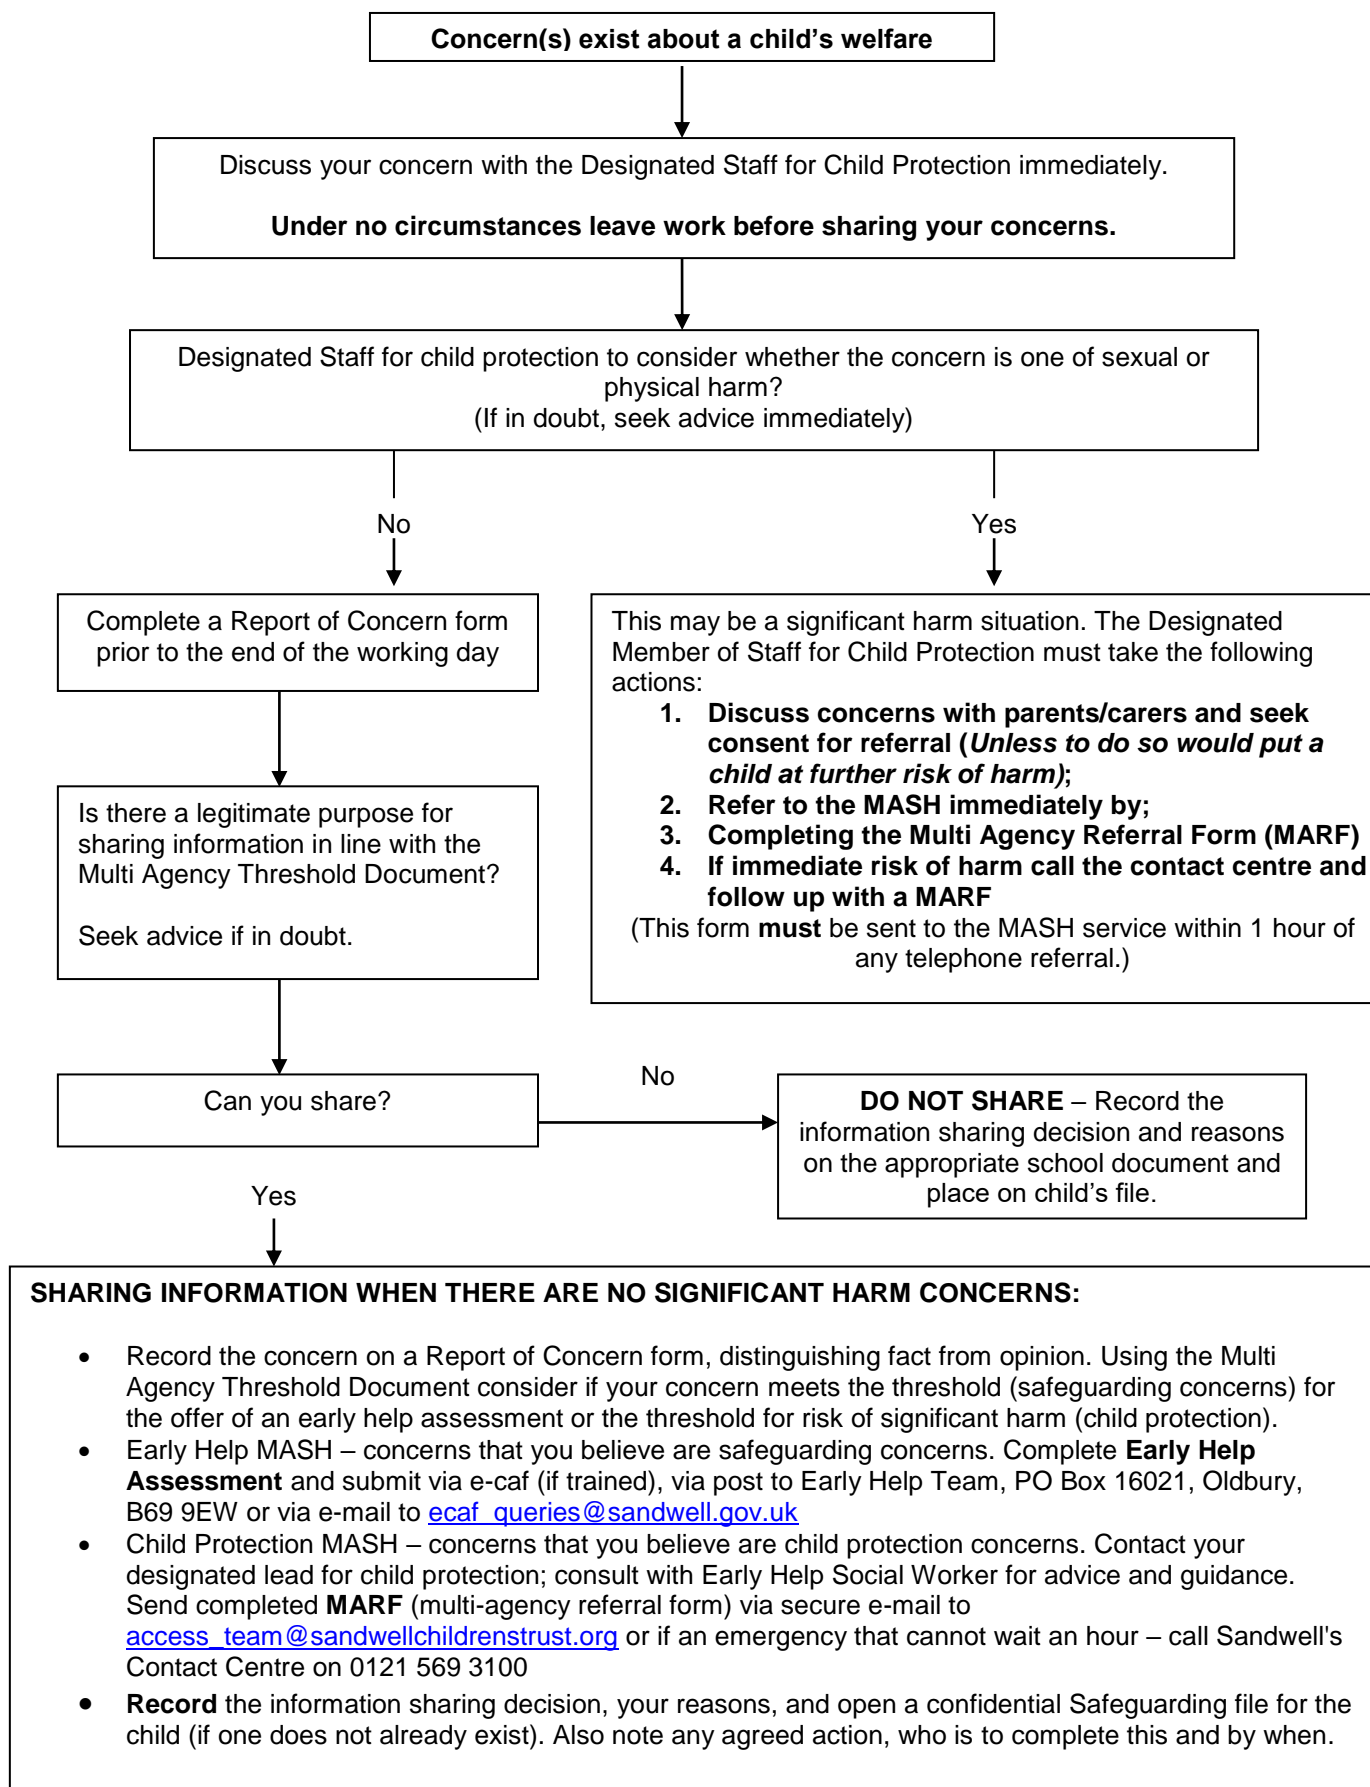 Concern(s) exist about a child's welfare
Discuss your concern with the Designated Staff for Child Protection immediately.
Under no circumstances leave work before sharing your concerns.
Designated Staff for child protection to consider whether the concern is one of sexual or
physical harm?
(If in doubt, seek advice immediately)
No
Yes
Complete a Report of Concern form
prior to the end of the working day
This may be a significant harm situation. The Designated
Member of Staff for Child Protection must take the following
actions:
1. Discuss concerns with parents/carers and seek
consent for referral (Unless to do so would put a
child at further risk of harm);
2. Refer to the MASH immediately by;
3. Completing the Multi Agency Referral Form (MARF)
4. If immediate risk of harm call the contact centre and
follow up with a MARF
(This form must be sent to the MASH service within 1 hour of
any telephone referral.)
Is there a legitimate purpose for
sharing information in line with the
Multi Agency Threshold Document?
Seek advice if in doubt.
Can you share?
No
DO NOT SHARE – Record the
information sharing decision and reasons
on the appropriate school document and
place on child's file.
Yes
SHARING INFORMATION WHEN THERE ARE NO SIGNIFICANT HARM CONCERNS:
• Record the concern on a Report of Concern form, distinguishing fact from opinion. Using the Multi
Agency Threshold Document consider if your concern meets the threshold (safeguarding concerns) for
the offer of an early help assessment or the threshold for risk of significant harm (child protection).
• Early Help MASH – concerns that you believe are safeguarding concerns. Complete Early Help
Assessment and submit via e-caf (if trained), via post to Early Help Team, PO Box 16021, Oldbury,
B69 9EW or via e-mail to ecaf_queries@sandwell.gov.uk
• Child Protection MASH – concerns that you believe are child protection concerns. Contact your
designated lead for child protection; consult with Early Help Social Worker for advice and guidance.
Send completed MARF (multi-agency referral form) via secure e-mail to
access_team@sandwellchildrenstrust.org or if an emergency that cannot wait an hour – call Sandwell's
Contact Centre on 0121 569 3100
• Record the information sharing decision, your reasons, and open a confidential Safeguarding file for the
child (if one does not already exist). Also note any agreed action, who is to complete this and by when.